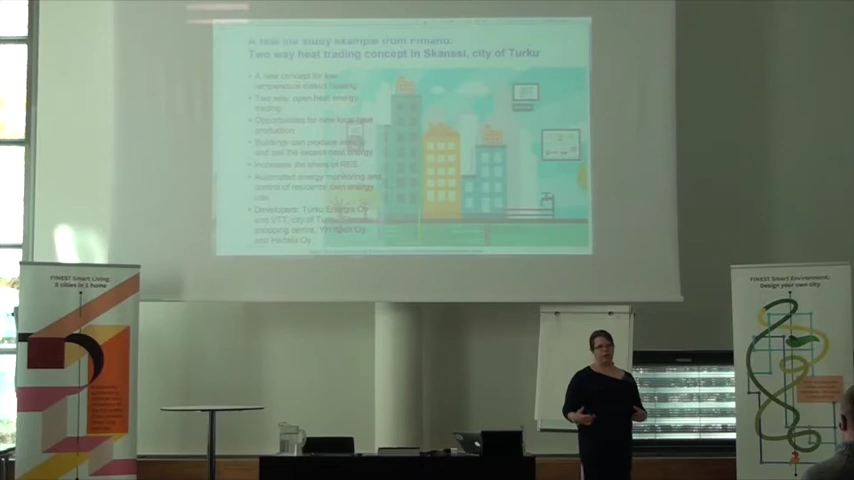 A real life study example from Finland:
Two way heat trading concept in Skanssi, city of Turku
• A new concept for low
temperature district heating
• Two way, open heat energy
trading
• Opportunities for new local heat
production
• Buildings can produce
and sell the excess heat energy
• Increases the share of RES
• Automated energy monitoring and
control of residents' own energy
use
• Developers: Turku Energia Oy
and VTT, city of
shopping centre, YH Kodit Oy
and Hartela Oy
FINEST Smart Living:
2 cities in 1 home
FINEST Smart Environment:
Design your own city